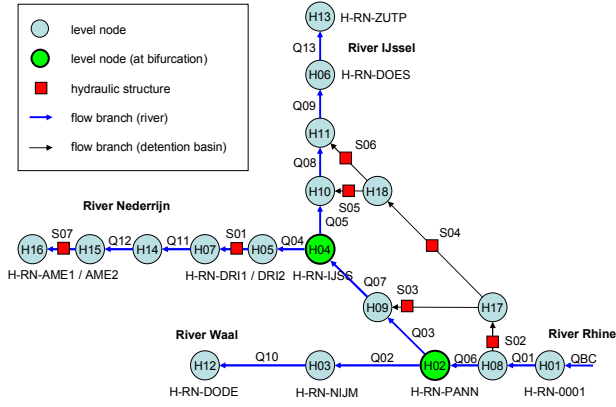 level node
level node (at bifurcation)
hydraulic structure
flow branch (river)
flow branch (detention basin)
H13
H-RN-ZUTP
Q13
River IJssel
H06
H-RN-DOES
Q09
H11
S06
Q08
H10
S05
H18
Q05
S04
River Nederrijn
H16
S07
H15
Q12
H14
Q11
H07
S01
H05
Q04
H04
H-RN-AME1 / AME2
H-RN-DRI1 / DRI2
H-RN-IJSS
Q07
S03
H09
H17
Q03
S02
River Waal
River Rhine
H12
Q10
H03
Q02
H02
Q06
H08
Q01
H01
QBC
H-RN-DODE
H-RN-NIJM
H-RN-PANN
H-RN-0001